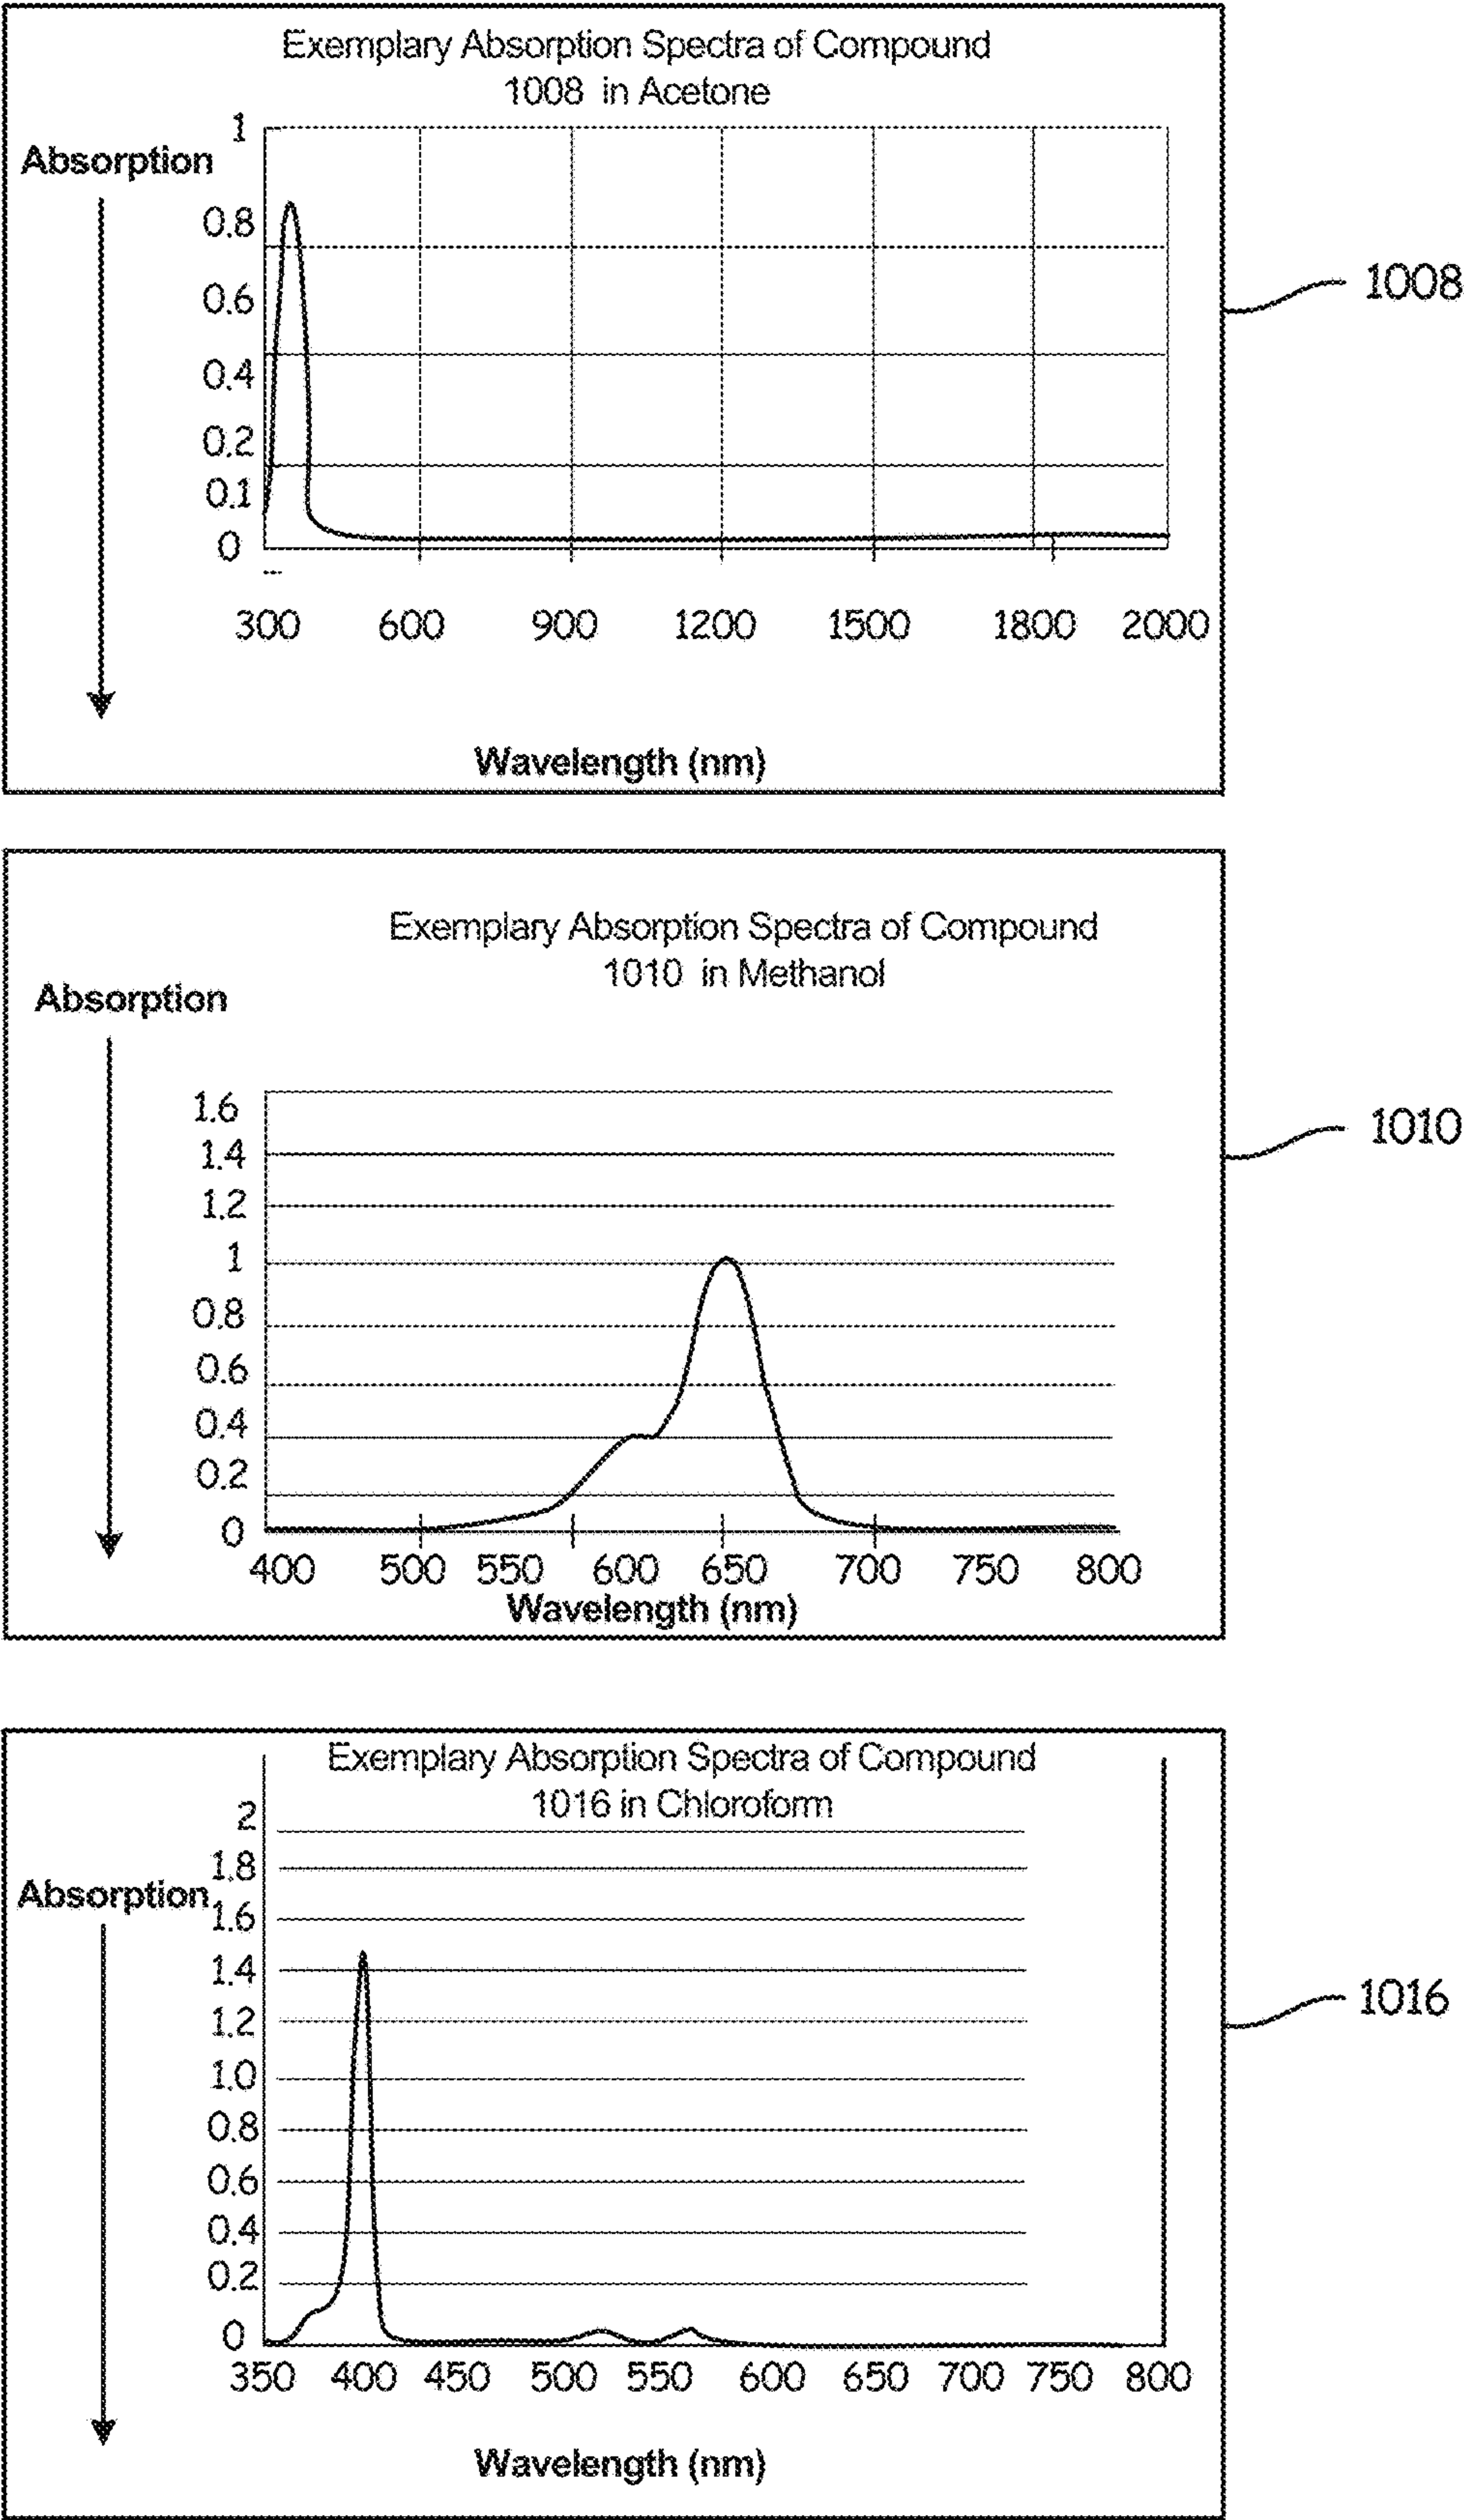 Exemplary Absorption Spectra of Compound
1008 in Acetone
Absorption
1
0.8
0.6
0.4
0.2
0.1
0
300 600 900 1200 1500 1800 2000
Wavelength (nm)
1008
Exemplary Absorption Spectra of Compound
1010 in Methanol
Absorption
1.6
1.4
1.2
1
0.8
0.6
0.4
0.2
0
400 500 550 600 650 700 750 800
Wavelength (nm)
1010
Exemplary Absorption Spectra of Compound
1016 in Chloroform
Absorption
2
1.8
1.6
1.4
1.2
1.0
0.8
0.6
0.4
0.2
0
350 400 450 500 550 600 650 700 750 800
Wavelength (nm)
1016